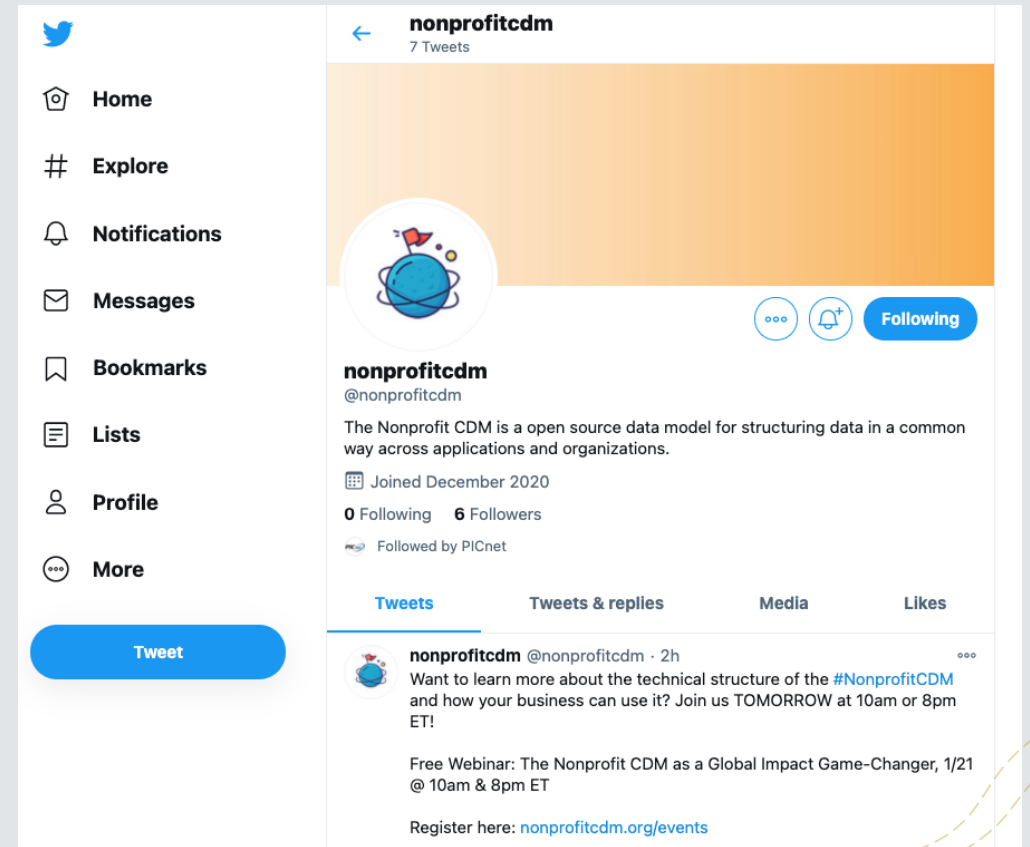 Home
Explore
Notifications
Messages
Bookmarks
Lists
Profile
More
Tweet
nonprofitcdm
7 Tweets
Following
nonprofitcdm
@nonprofitcdm
The Nonprofit CDM is a open source data model for structuring data in a common
way across applications and organizations.
Joined December 2020
0 Following 6 Followers
Followed by PICnet
Tweets Tweets & replies Media Likes
nonprofitcdm @nonprofitcdm · 2h
Want to learn more about the technical structure of the #NonprofitCDM
and how your business can use it? Join us TOMORROW at 10am or 8pm
ET!
Free Webinar: The Nonprofit CDM as a Global Impact Game-Changer, 1/21
@ 10am & 8pm ET
Register here: nonprofitcdm.org/events